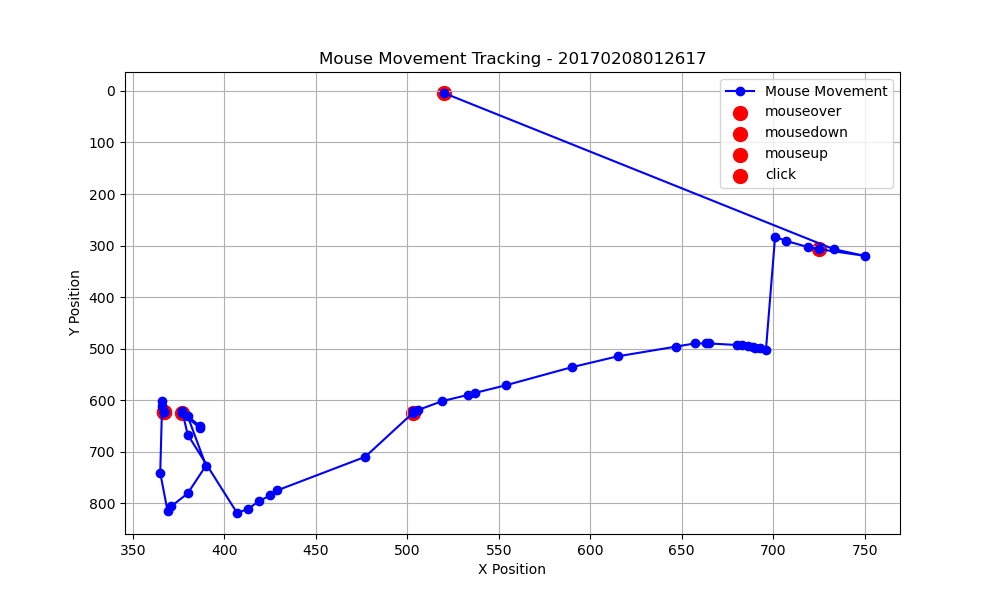 Mouse Movement Tracking - 20170208012617
Mouse Movement
mouseover
mousedown
mouseup
click
0
100
200
300
400
500
600
700
800
Y Position
350
400
450
500
550
600
650
700
750
X Position